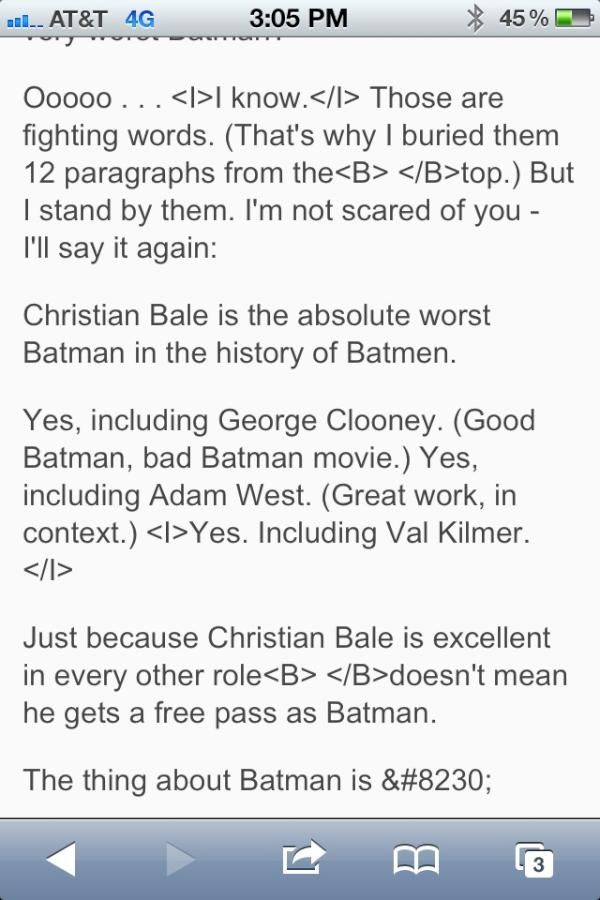 AT&T 4G 3:05 PM 45%
Ooooo . . . <I>I know.</I> Those are
fighting words. (That's why I buried them
12 paragraphs from the<B> </B>top.) But
I stand by them. I'm not scared of you -
I'll say it again:
Christian Bale is the absolute worst
Batman in the history of Batmen.
Yes, including George Clooney. (Good
Batman, bad Batman movie.) Yes,
including Adam West. (Great work, in
context.) <I>Yes. Including Val Kilmer.
</I>
Just because Christian Bale is excellent
in every other role<B> </B>doesn't mean
he gets a free pass as Batman.
The thing about Batman is &#8230;
3